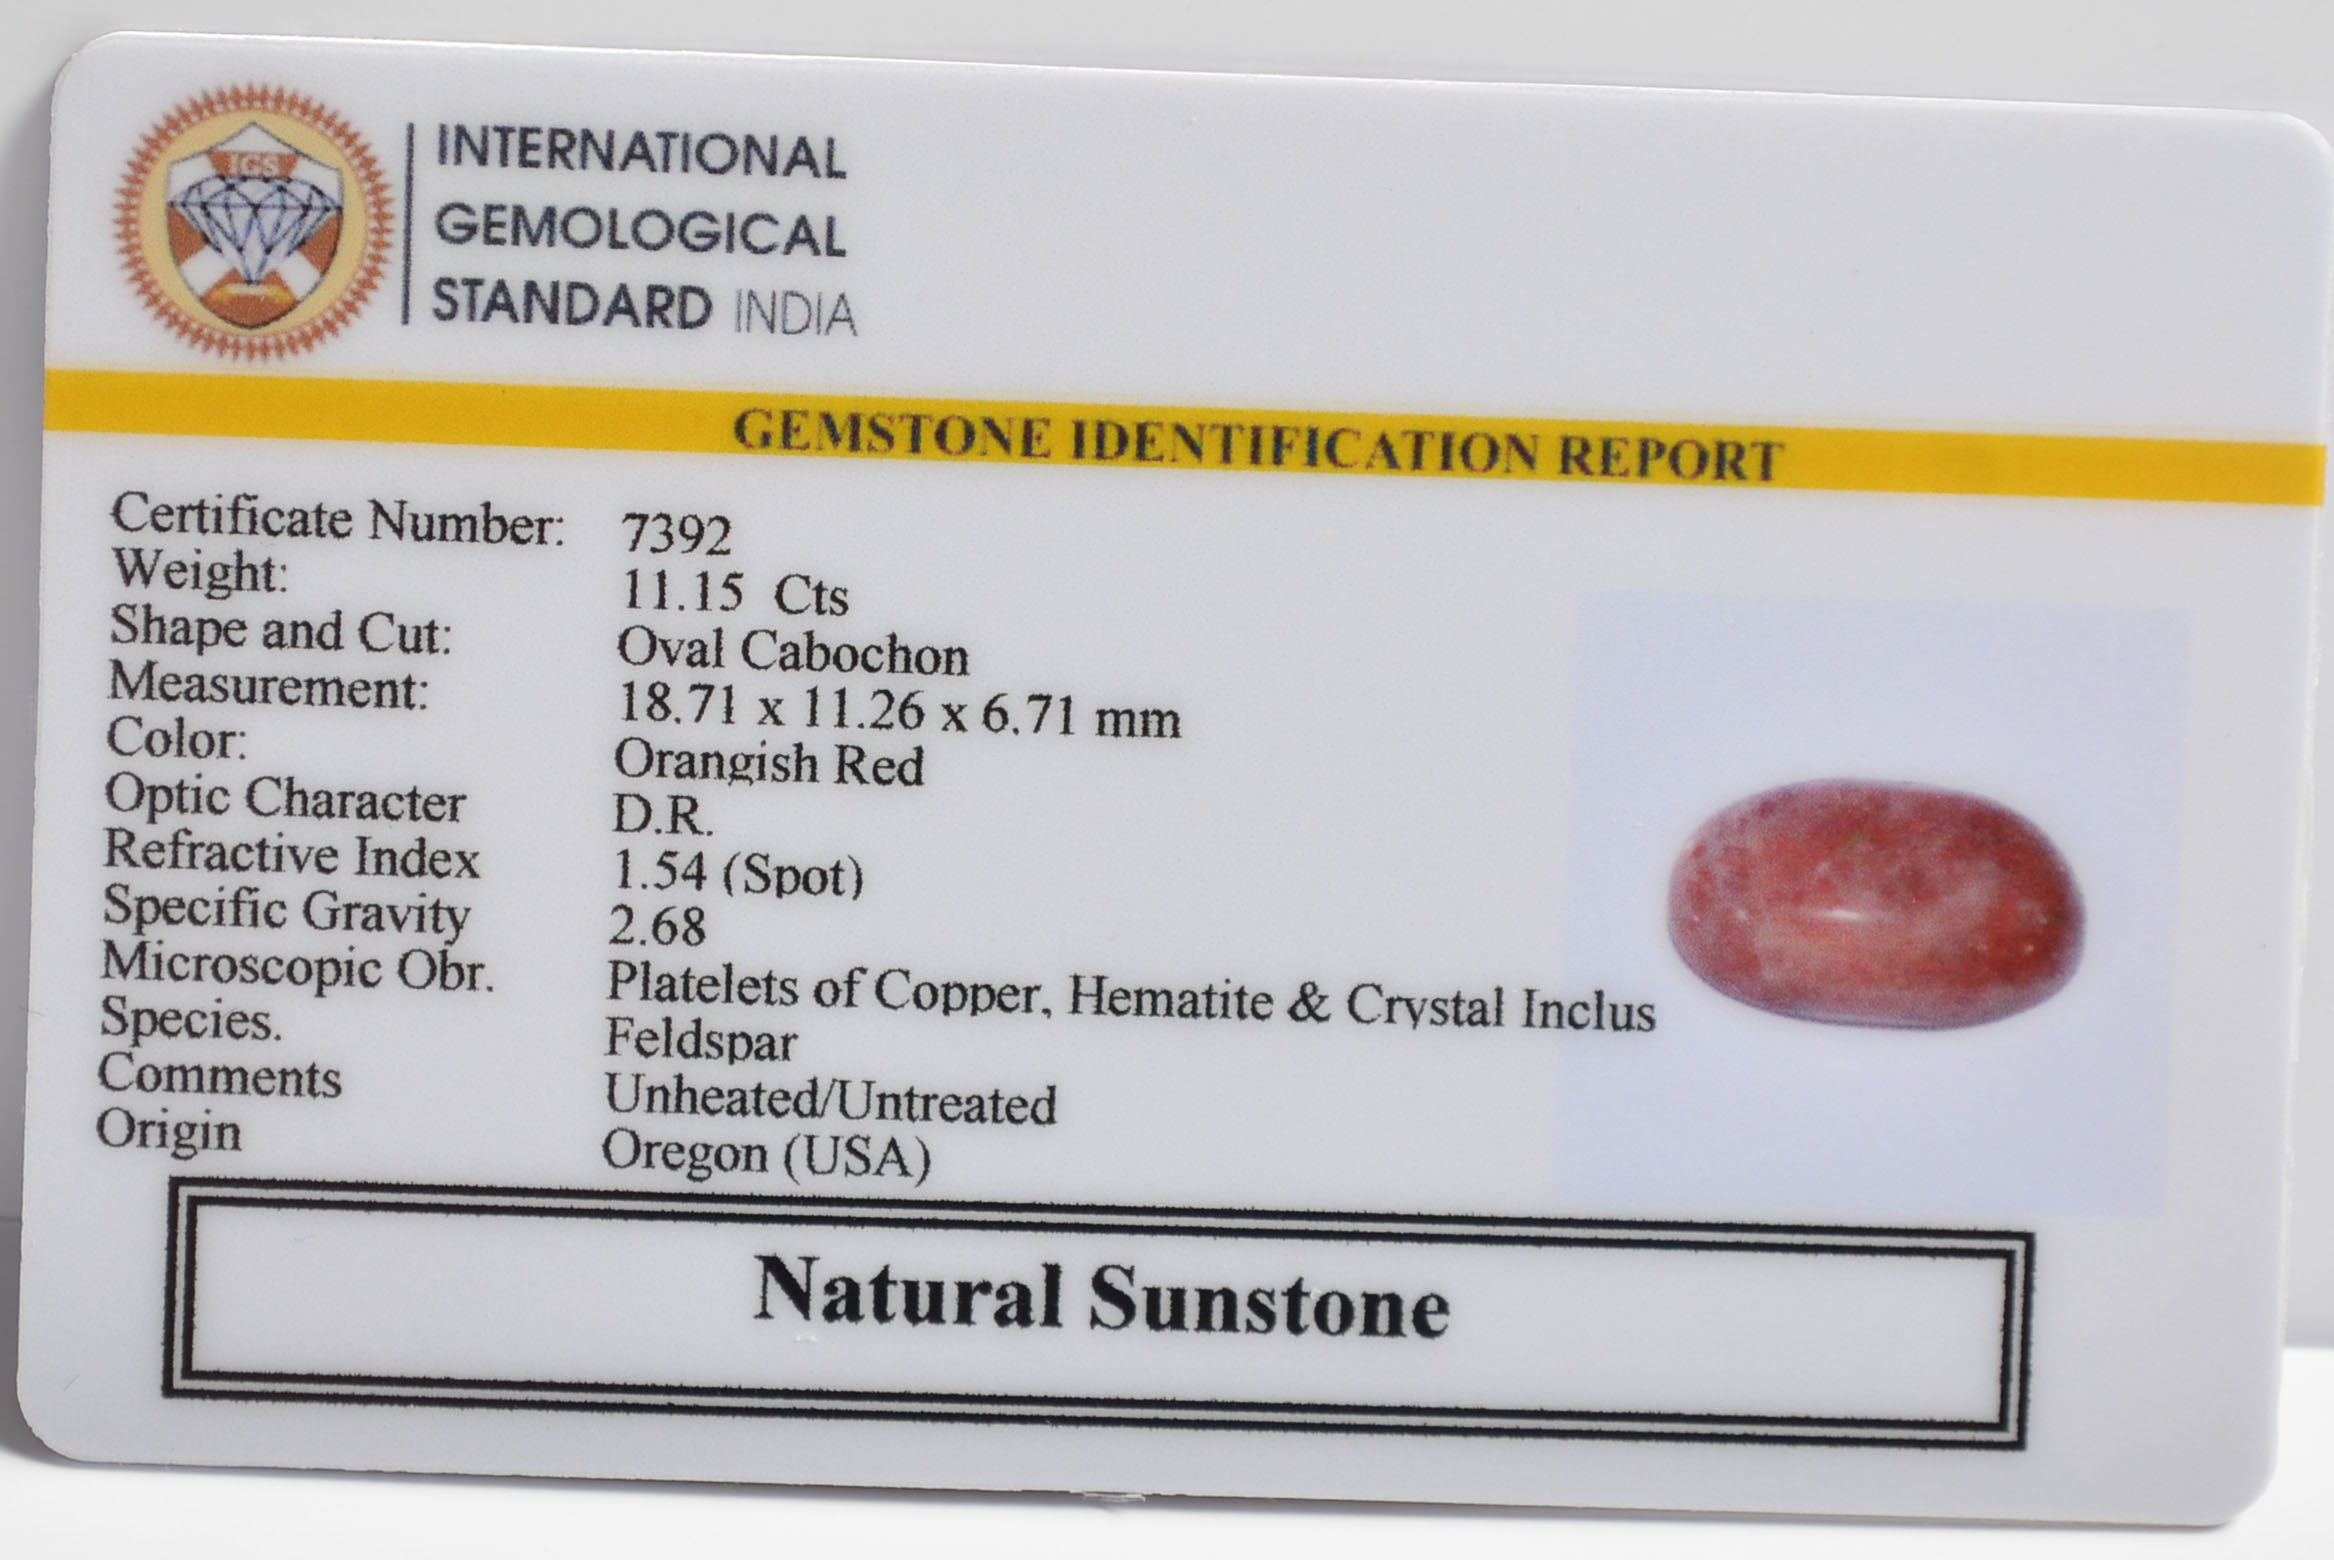 IGS
INTERNATIONAL
GEMOLOGICAL
STANDARD INDIA
GEMSTONE IDENTIFICATION REPORT
Certificate Number: 7392
Weight: 11.15 Cts
Shape and Cut: Oval Cabochon
Measurement: 18.71 x 11.26 x 6.71 mm
Color: Orangish Red
Optic Character D.R.
Refractive Index 1.54 (Spot)
Specific Gravity 2.68
Microscopic Obr. Platelets of Copper, Hematite & Crystal Inclus
Species. Feldspar
Comments Unheated/Untreated
Origin Oregon (USA)
Natural Sunstone